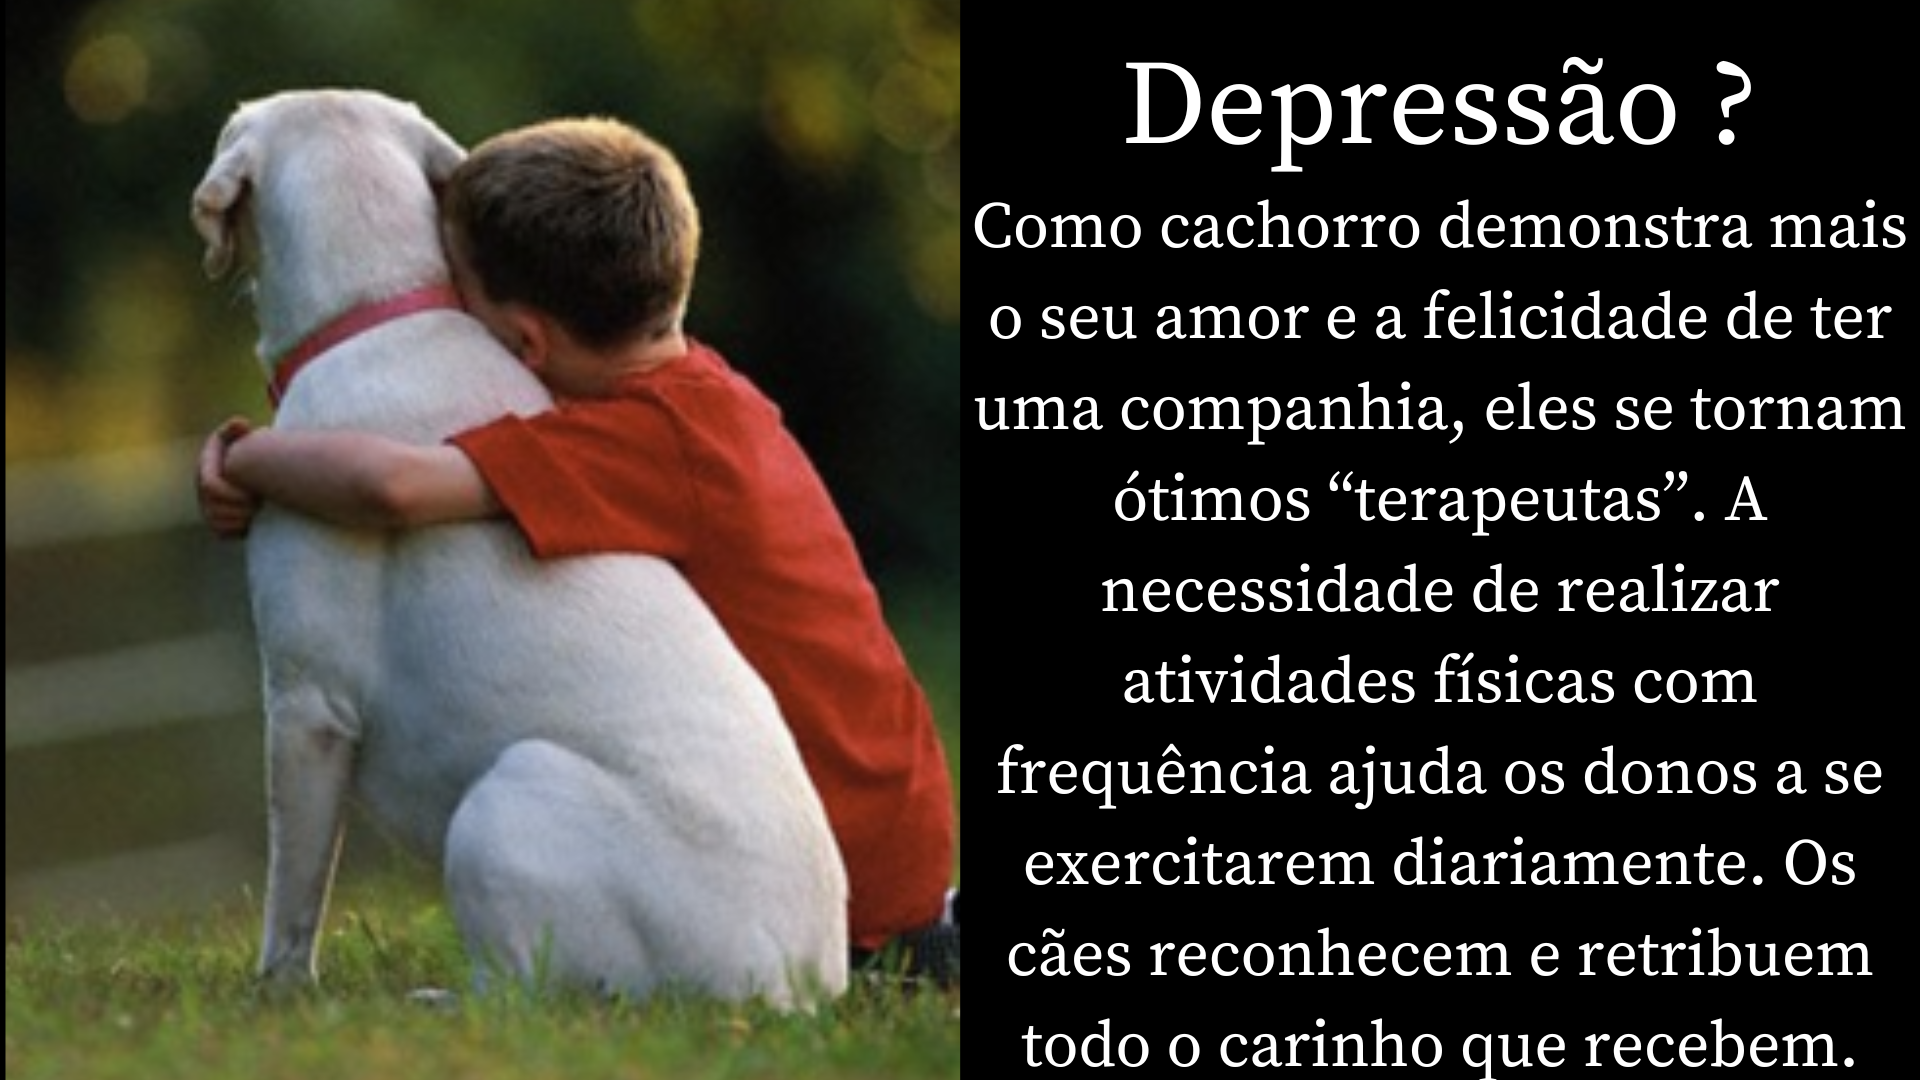 Depressão ?
Como cachorro demonstra mais
o seu amor e a felicidade de ter
uma companhia, eles se tornam
ótimos “terapeutas”. A
necessidade de realizar
atividades físicas com
frequência ajuda os donos a se
exercitarem diariamente. Os
cães reconhecem e retribuem
todo o carinho que recebem.